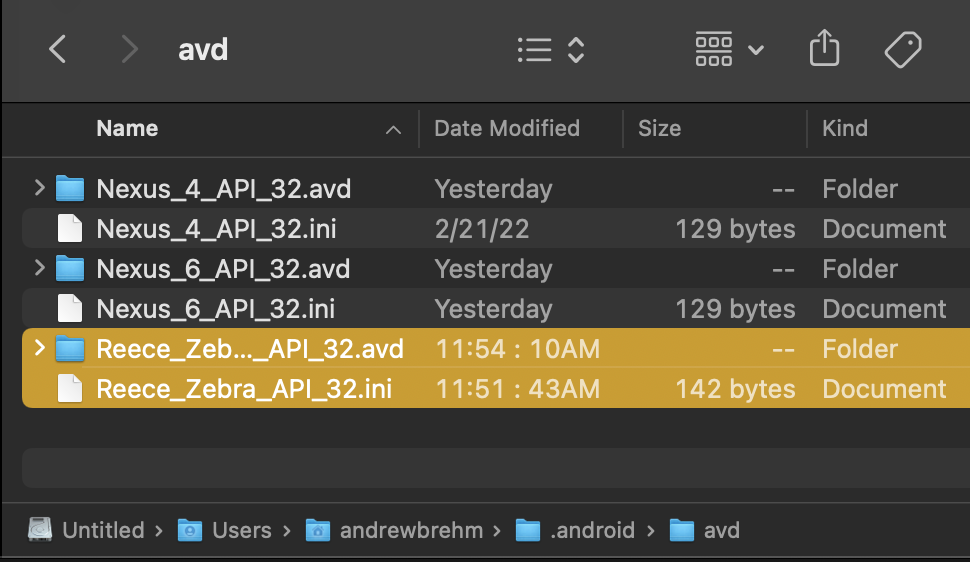 avd
Name Date Modified Size Kind
Nexus_4_API_32.avd Yesterday -- Folder
Nexus_4_API_32.ini 2/21/22 129 bytes Document
Nexus_6_API_32.avd Yesterday -- Folder
Nexus_6_API_32.ini Yesterday 129 bytes Document
Reece_Zeb..._API_32.avd 11:54 : 10AM -- Folder
Reece_Zebra_API_32.ini 11:51 : 43AM 142 bytes Document
Untitled › Users › andrewbrehm › .android › avd